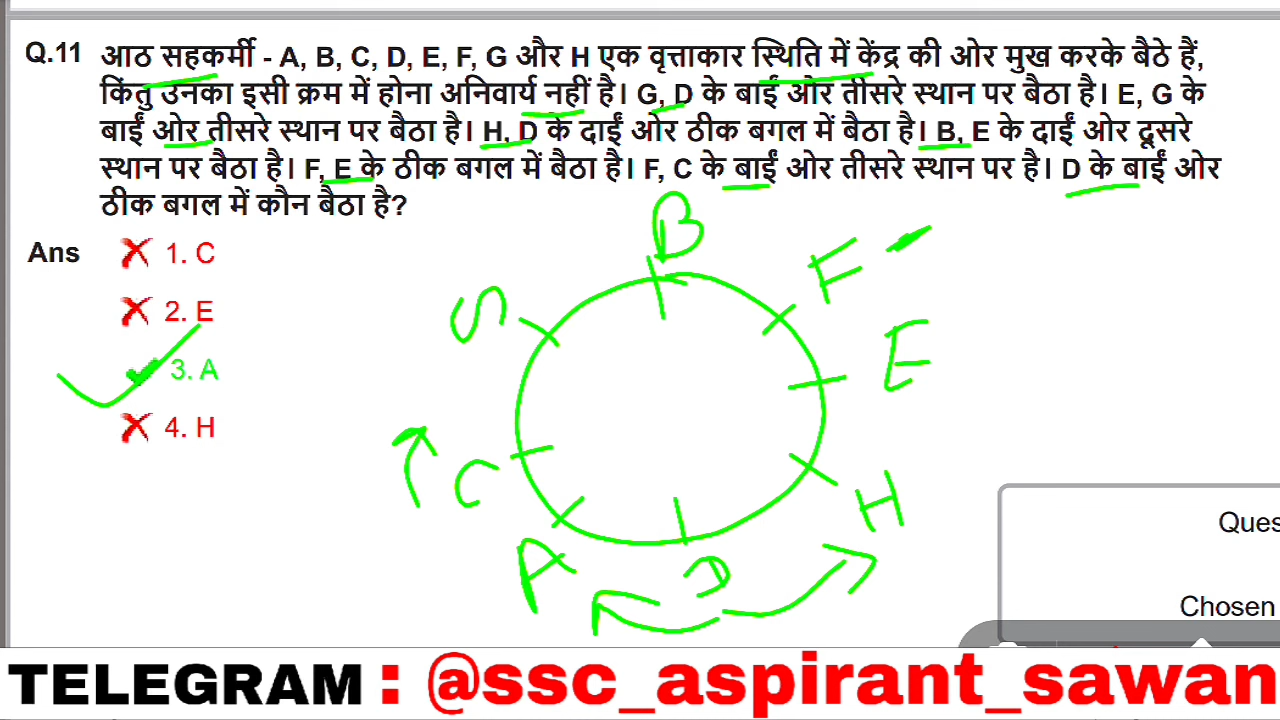 Q.11 आठ सहकर्मी - A, B, C, D, E, F, G और H एक वृत्ताकार स्थिति में केंद्र की ओर मुख करके बैठे हैं,
किंतु उनका इसी क्रम में होना अनिवार्य नहीं है। G, D के बाईं ओर तीसरे स्थान पर बैठा है। E, G के
बाईं ओर तीसरे स्थान पर बैठा है। H, D के दाईं ओर ठीक बगल में बैठा है। B, E के दाईं ओर दूसरे
स्थान पर बैठा है। F, E के ठीक बगल में बैठा है। F, C के बाईं ओर तीसरे स्थान पर है। D के बाईं ओर
ठीक बगल में कौन बैठा है?
Ans 1. C
2. E
3. A
4. H
B
F
S
E
C
H
A
D
Ques
Chosen
TELEGRAM : @ssc_aspirant_sawan